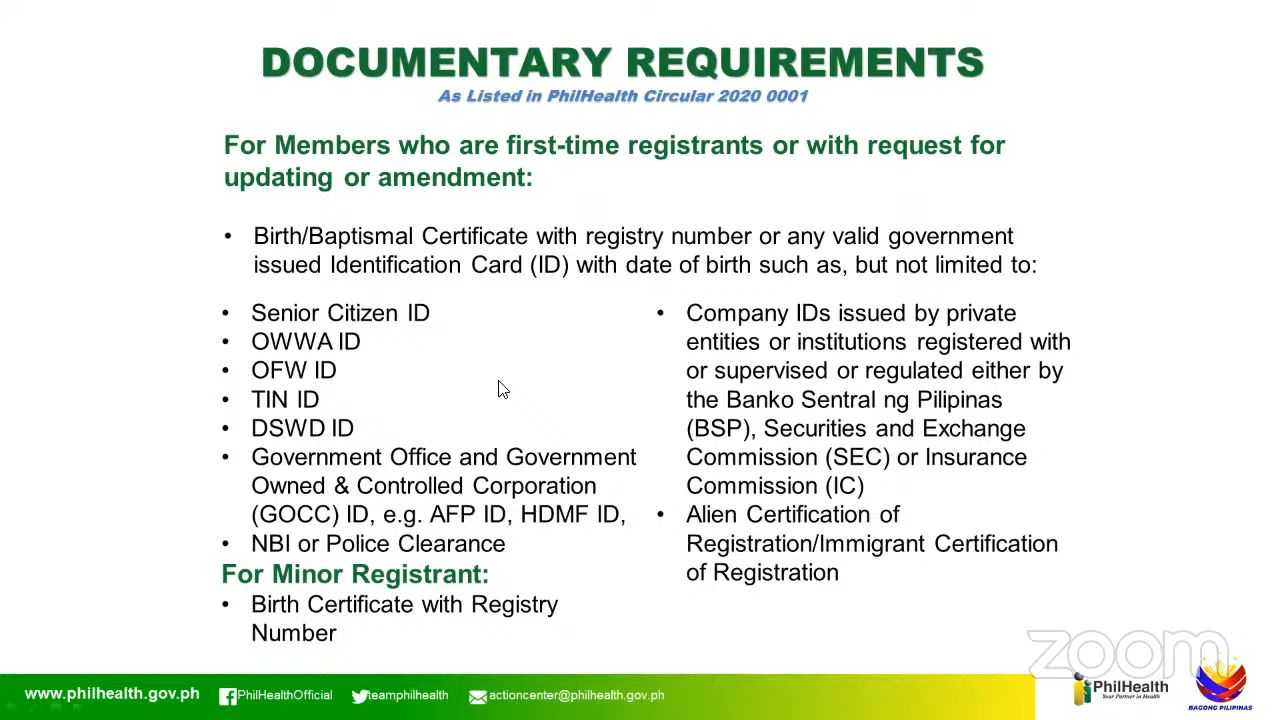 DOCUMENTARY REQUIREMENTS
As Listed in PhilHealth Circular 2020 0001
For Members who are first-time registrants or with request for
updating or amendment:
• Birth/Baptismal Certificate with registry number or any valid government
issued Identification Card (ID) with date of birth such as, but not limited to:
• Senior Citizen ID
• OWWA ID
• OFW ID
• TIN ID
• DSWD ID
• Government Office and Government
Owned & Controlled Corporation
(GOCC) ID, e.g. AFP ID, HDMF ID,
• NBI or Police Clearance
For Minor Registrant:
• Birth Certificate with Registry
Number
• Company IDs issued by private
entities or institutions registered with
or supervised or regulated either by
the Banko Sentral ng Pilipinas
(BSP), Securities and Exchange
Commission (SEC) or Insurance
Commission (IC)
• Alien Certification of
Registration/Immigrant Certification
of Registration
zoom
www.philhealth.gov.ph PhilHealthOfficial teamphilhealth actioncenter@philhealth.gov.ph
PhilHealth
Your Partner in Health
BAGONG PILIPINAS